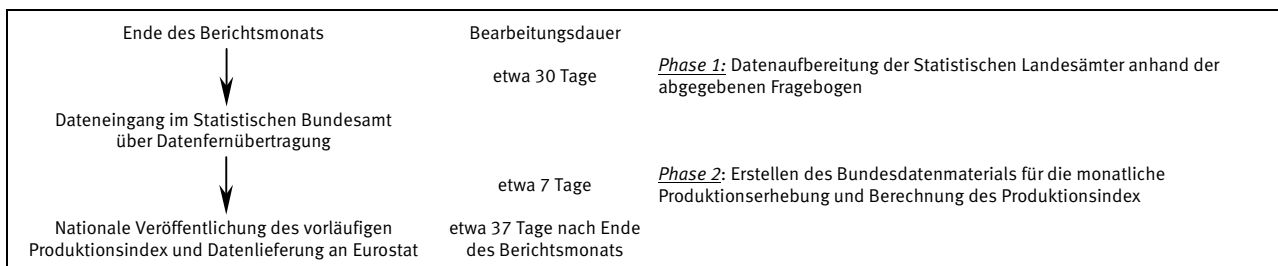 Ende des Berichtsmonats
Bearbeitungsdauer
etwa 30 Tage
Phase 1: Datenaufbereitung der Statistischen Landesämter anhand der
abgegebenen Fragebogen
Dateneingang im Statistischen Bundesamt
über Datenfernübertragung
etwa 7 Tage
Phase 2: Erstellen des Bundesdatenmaterials für die monatliche
Produktionserhebung und Berechnung des Produktionsindex
Nationale Veröffentlichung des vorläufigen
Produktionsindex und Datenlieferung an Eurostat
etwa 37 Tage nach Ende
des Berichtsmonats